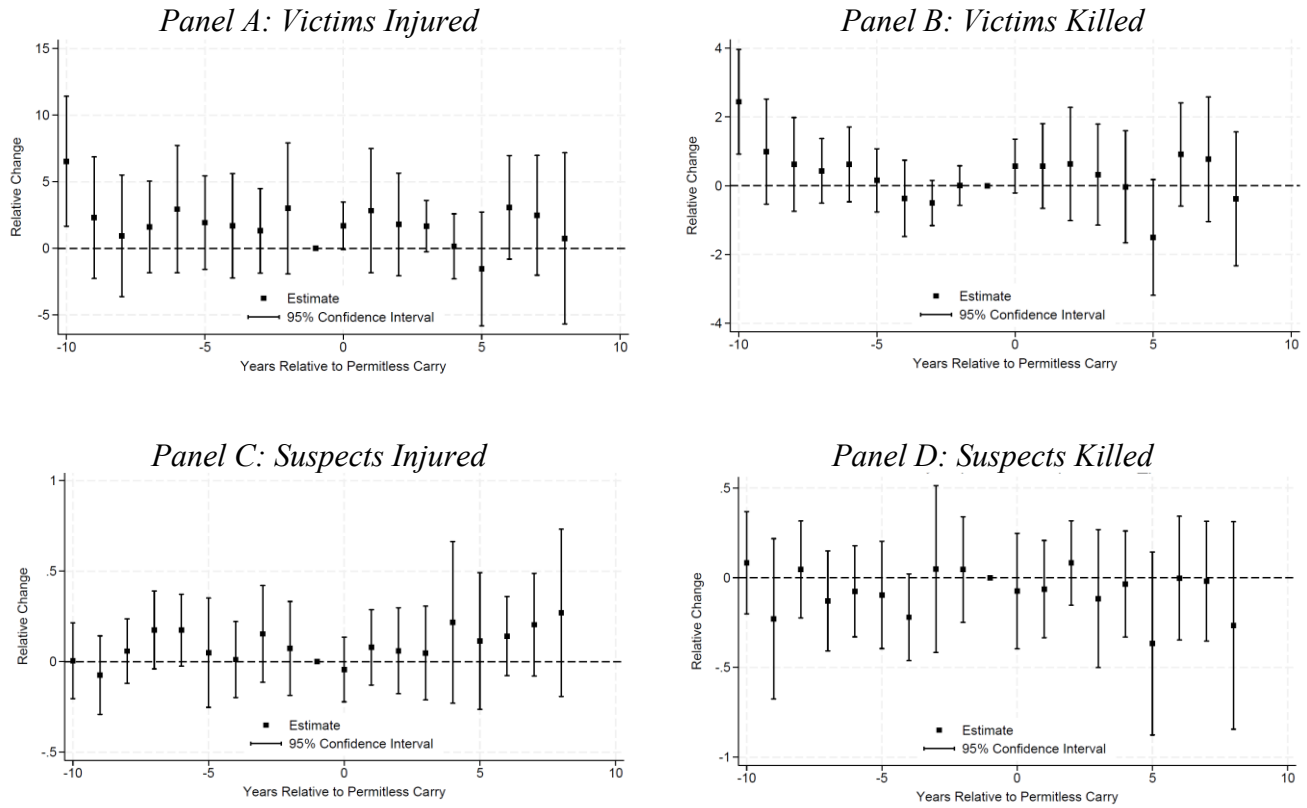 Panel A: Victims Injured
15
10
5
0
-5
Relative Change
Estimate
95% Confidence Interval
-10
-5
0
5
10
Years Relative to Permitless Carry
Panel B: Victims Killed
4
2
0
-2
-4
Relative Change
Estimate
95% Confidence Interval
-10
-5
0
5
10
Years Relative to Permitless Carry
Panel C: Suspects Injured
1
.5
0
-.5
Relative Change
Estimate
95% Confidence Interval
-10
-5
0
5
10
Years Relative to Permitless Carry
Panel D: Suspects Killed
.5
0
-.5
-1
Relative Change
Estimate
95% Confidence Interval
-10
-5
0
5
10
Years Relative to Permitless Carry